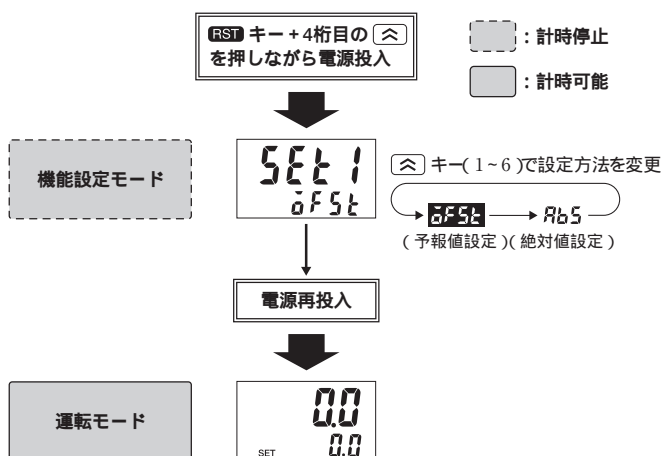 RST キー + 4桁目の
を押しながら電源投入
：計時停止
：計時可能
機能設定モード
SEt1
oFSt
キー( 1 ~ 6 )で設定方法を変更
oFSt
AbS
( 予報値設定 )( 絶対値設定 )
電源再投入
運転モード
0.0
SET 0.0